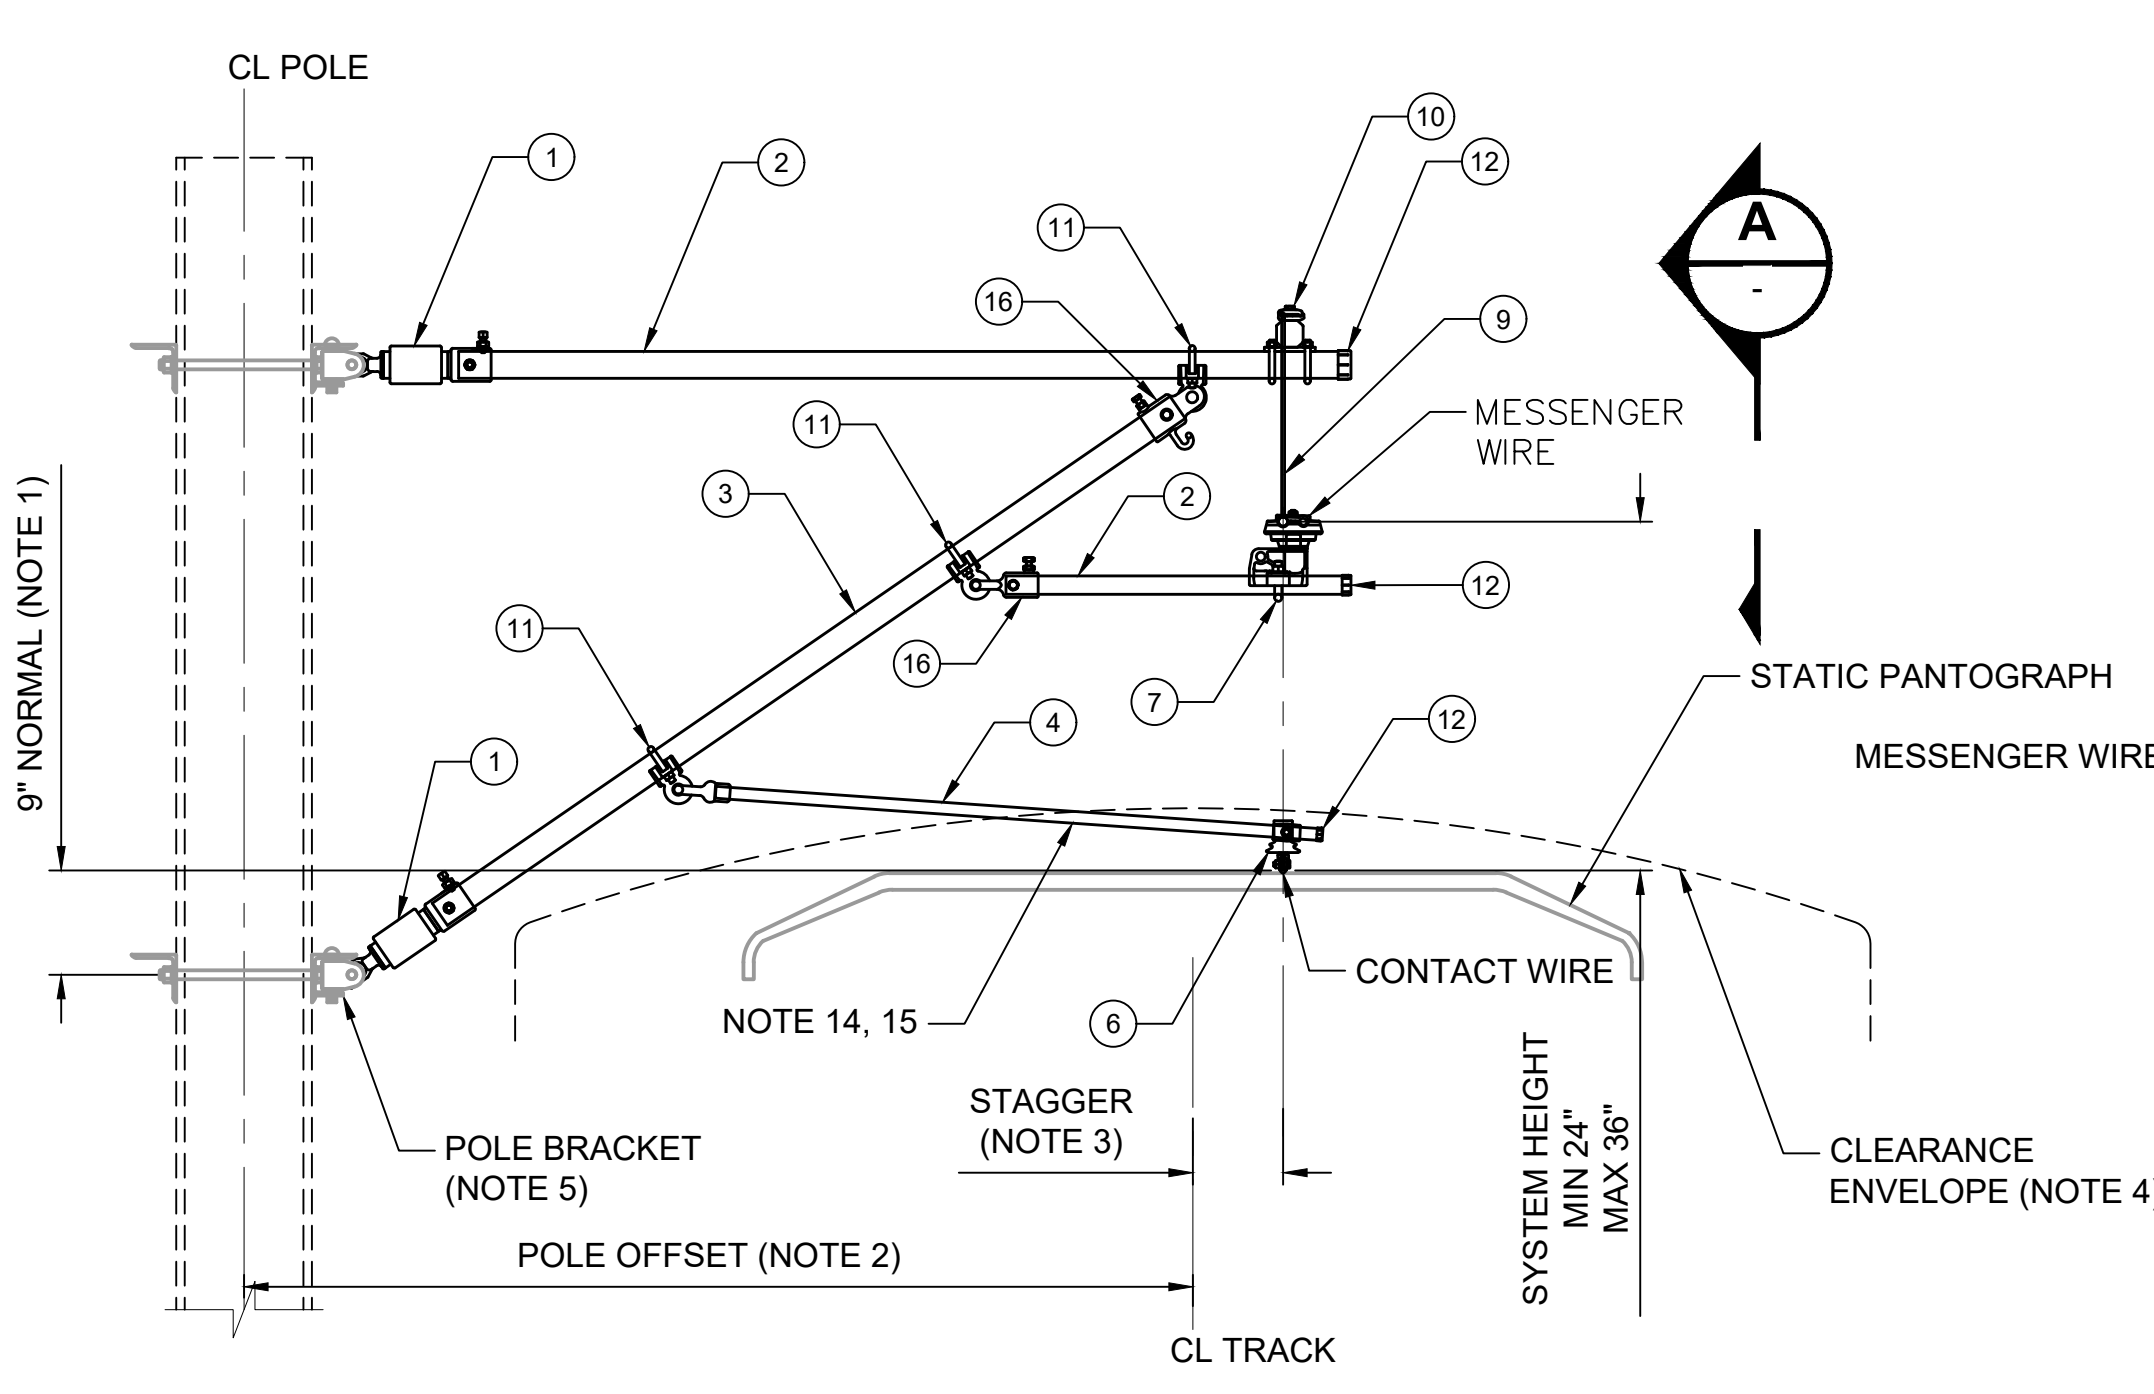 CL POLE
1
2
10
12
11
16
9
A
-
MESSENGER
WIRE
11
3
2
11
12
9" NORMAL (NOTE 1)
11
16
7
STATIC PANTOGRAPH
4
12
1
MESSENGER WIRE
CONTACT WIRE
NOTE 14, 15
6
STAGGER
(NOTE 3)
SYSTEM HEIGHT
MIN 24"
MAX 36"
POLE BRACKET
(NOTE 5)
CLEARANCE
ENVELOPE (NOTE 4)
POLE OFFSET (NOTE 2)
CL TRACK